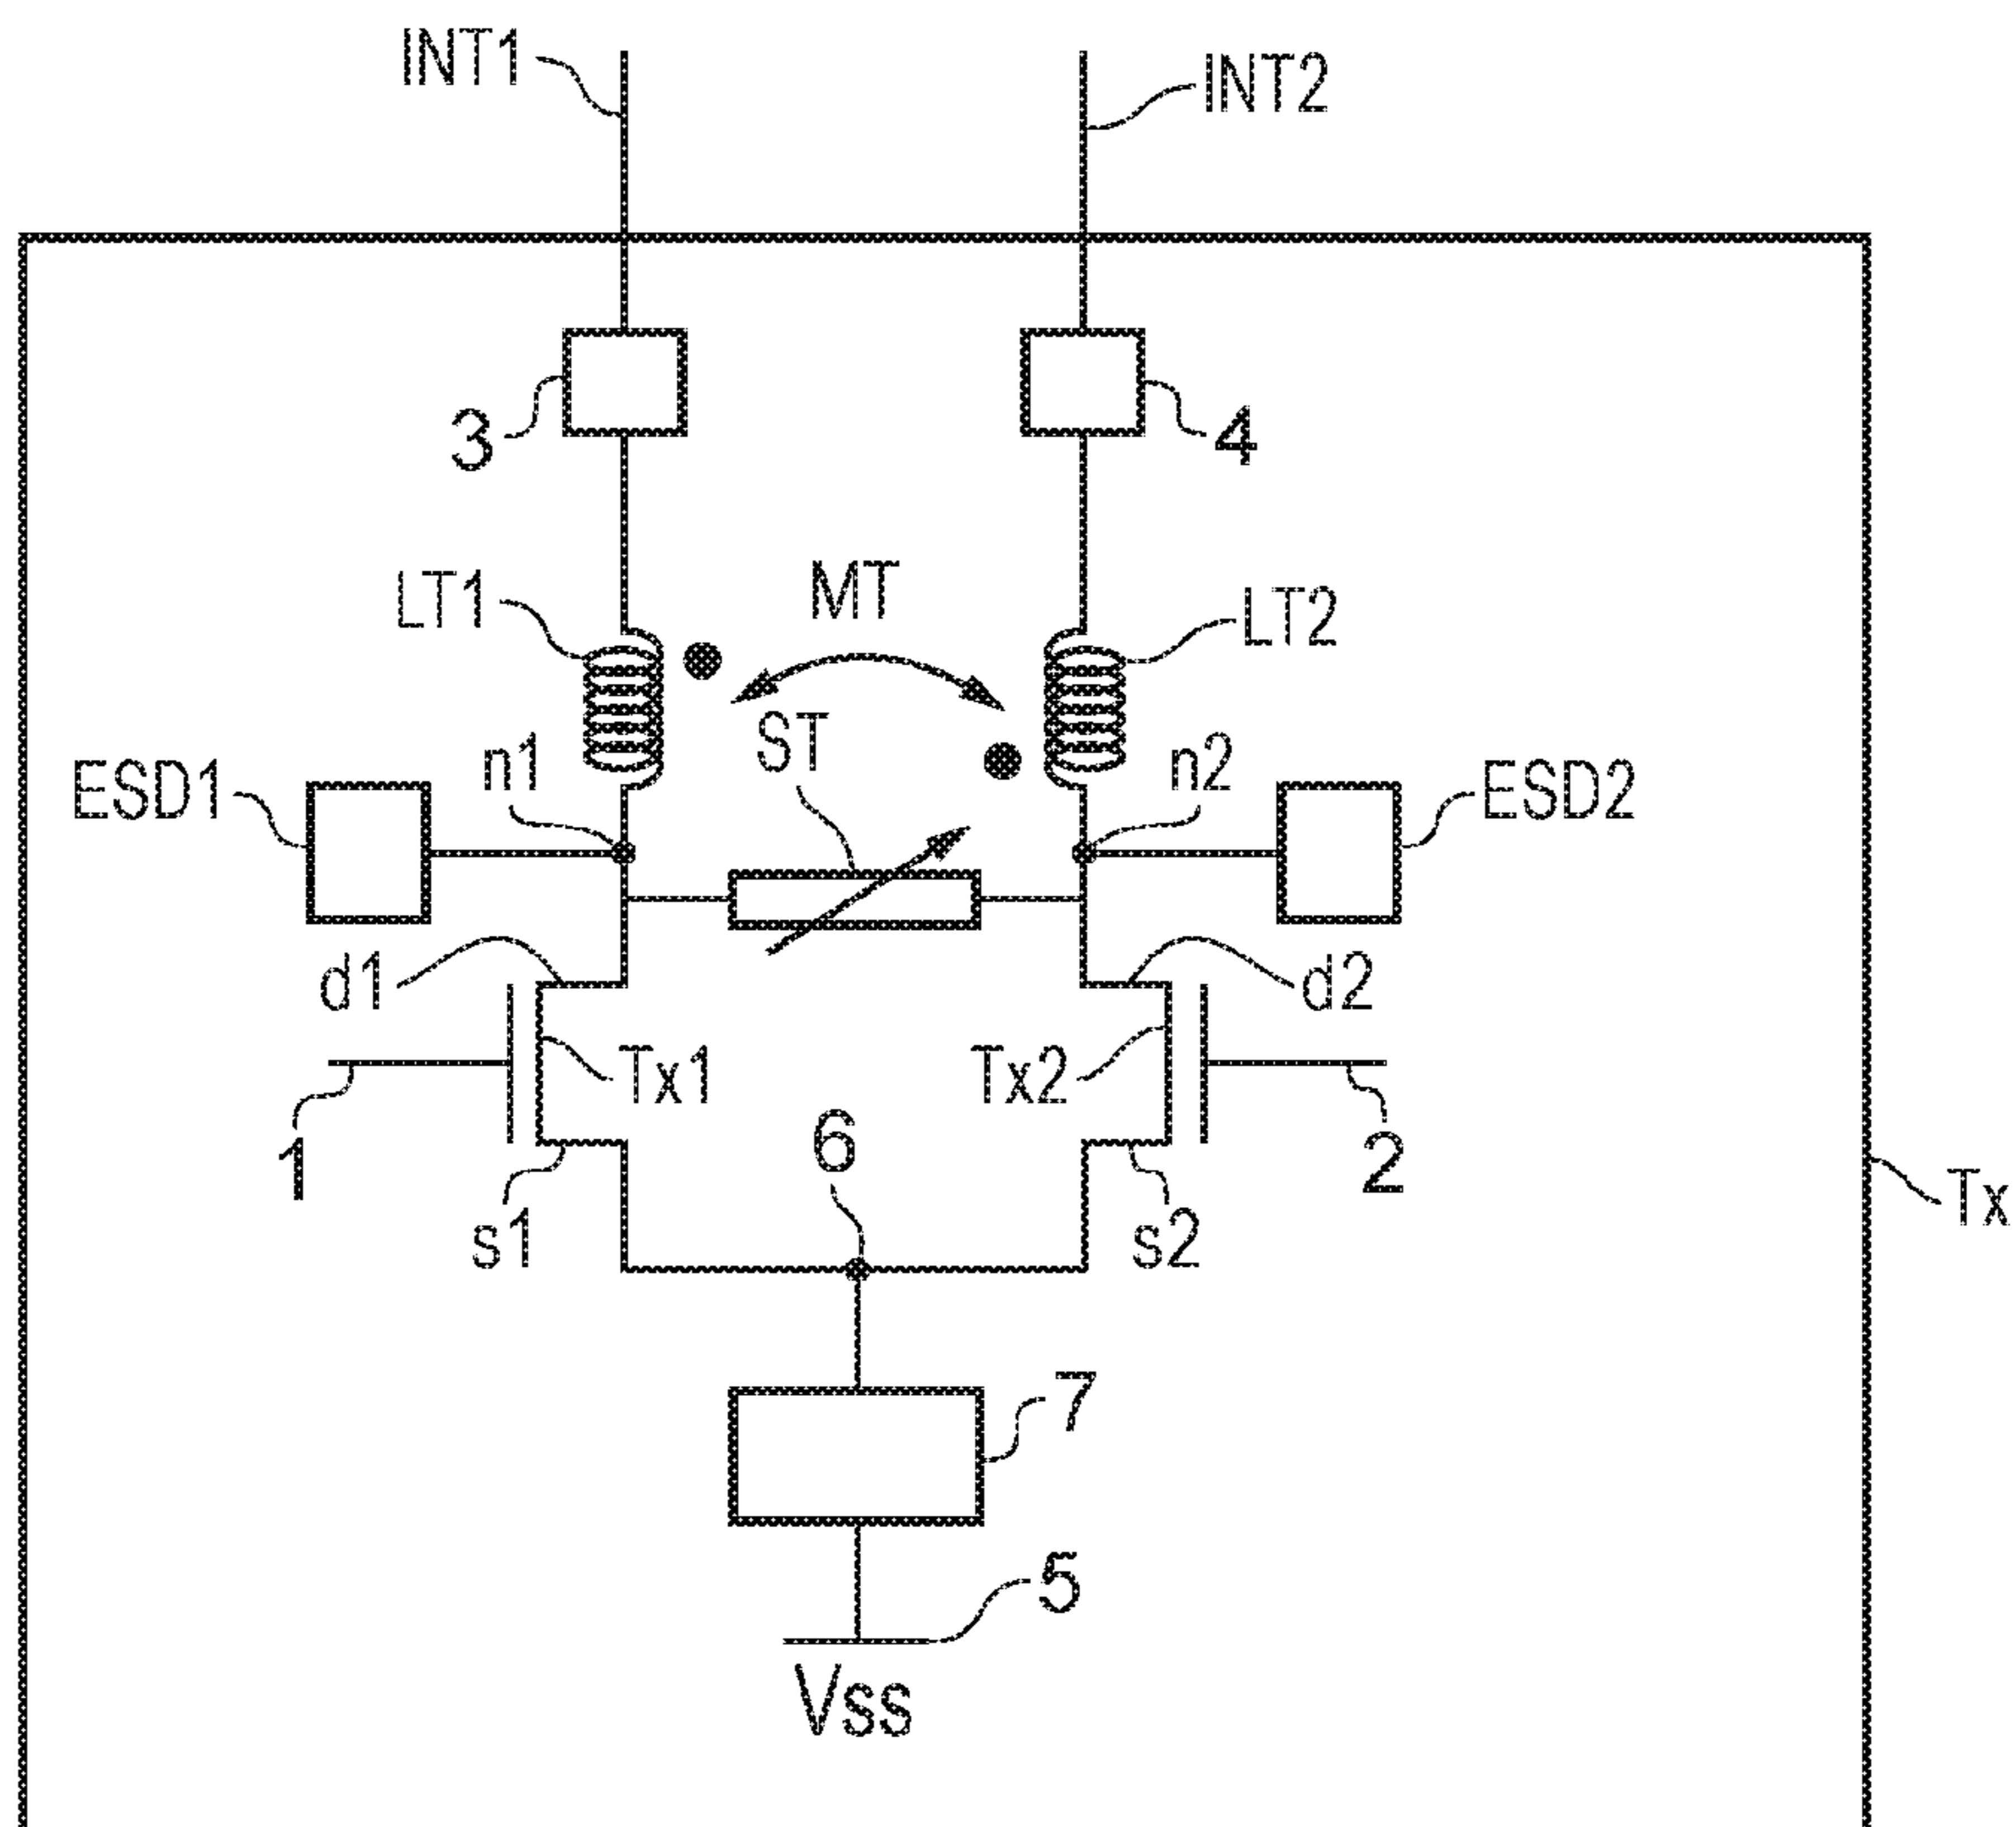 INT1
INT2
3
4
LT1
MT
LT2
ST
n1
n2
ESD1
ESD2
d1
d2
Tx1
Tx2
1
6
2
s1
s2
Tx
7
5
Vss